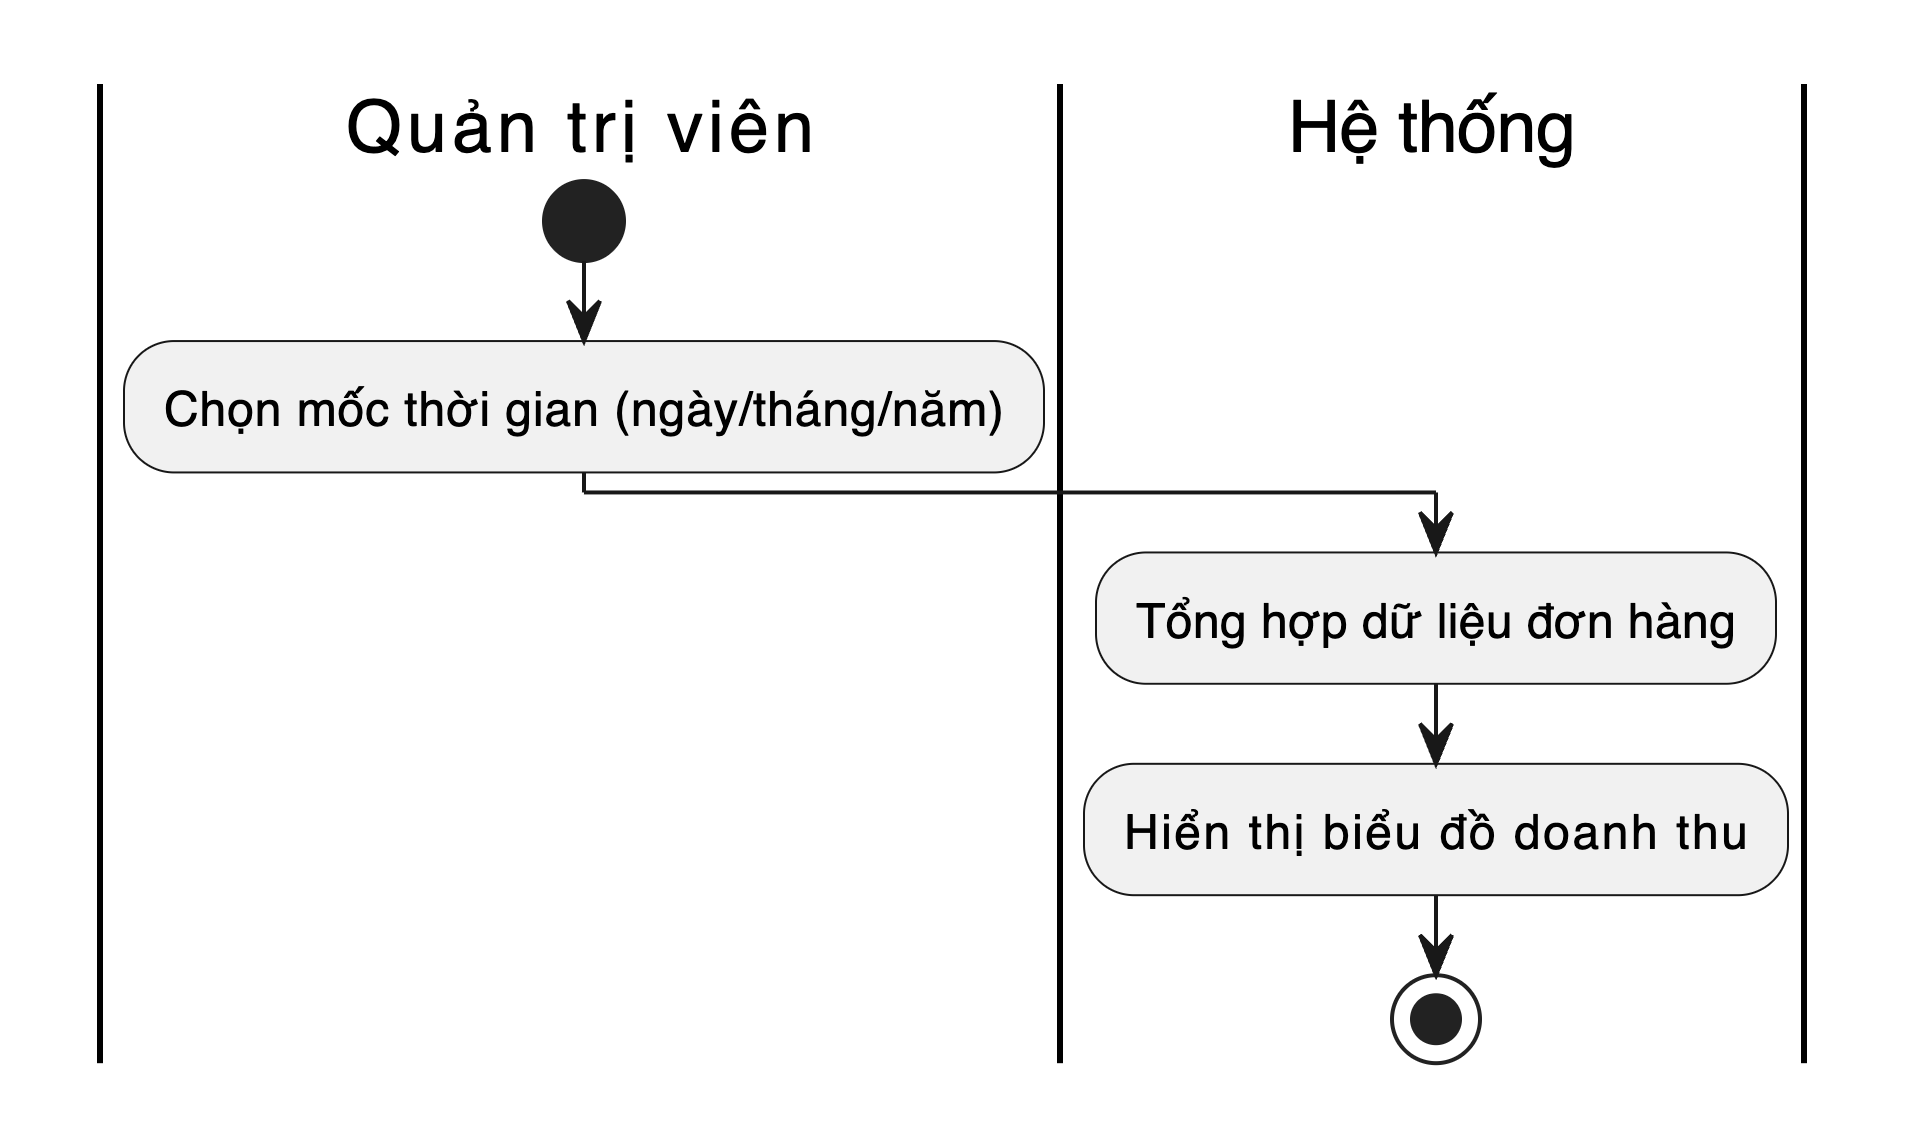 Quản trị viên
Hệ thống
Chọn mốc thời gian (ngày/tháng/năm)
Tổng hợp dữ liệu đơn hàng
Hiển thị biểu đồ doanh thu